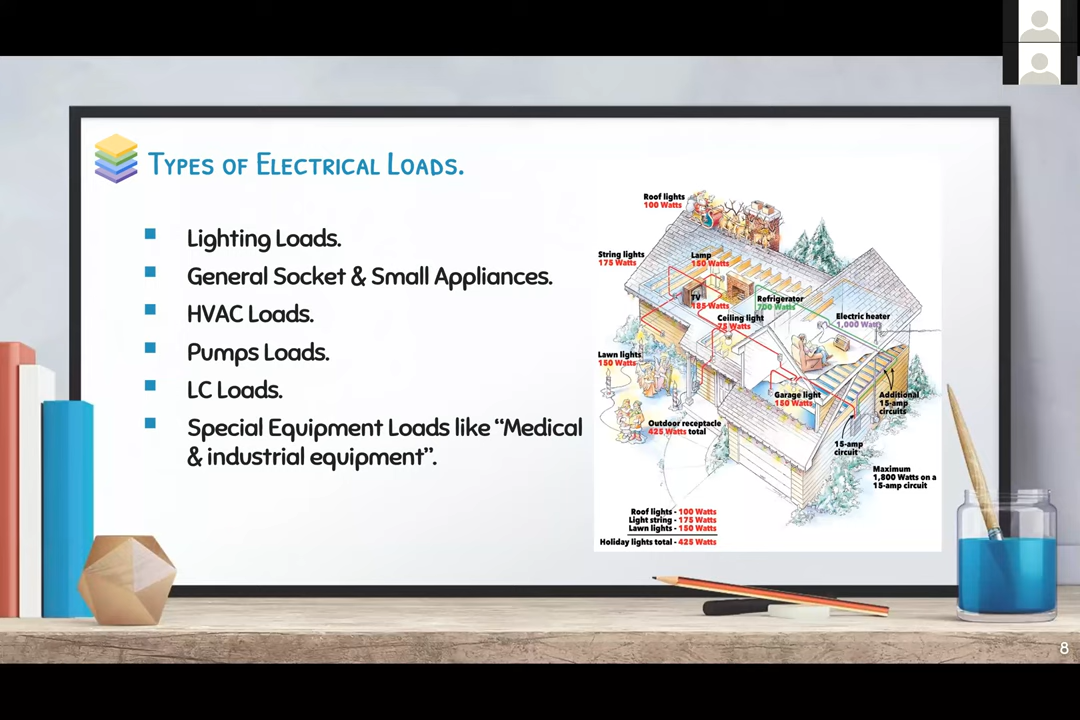 Types of Electrical Loads.
Lighting Loads.
General Socket & Small Appliances.
HVAC Loads.
Pumps Loads.
LC Loads.
Special Equipment Loads like “Medical
& industrial equipment”.
Roof lights
100 Watts
String lights
175 Watts
Lamp
150 Watts
TV
185 Watts
Refrigerator
700 Watts
Ceiling light
75 Watts
Electric heater
1,000 Watts
Lawn lights
150 Watts
Garage light
150 Watts
Additional
15-amp
circuits
Outdoor receptacle
425 Watts total
15-amp
circuit
Maximum
1,800 Watts on a
15-amp circuit
Roof lights - 100 Watts
Light string - 175 Watts
Lawn lights - 150 Watts
Holiday lights total - 425 Watts
8